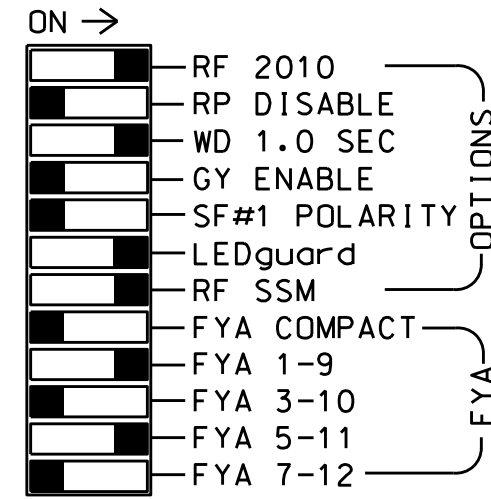 ON →
RF 2010
RP DISABLE
WD 1.0 SEC
GY ENABLE
SF#1 POLARITY
LEDguard
RF SSM
OPTIONS
FYA COMPACT
FYA 1-9
FYA 3-10
FYA 5-11
FYA 7-12
FYA